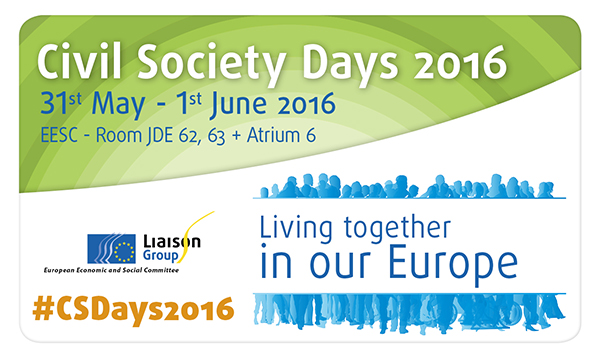 Civil Society Days 2016
31st May - 1st June 2016
EESC - Room JDE 62, 63 + Atrium 6
Living together
in our Europe
Liaison
Group
European Economic and Social Committee
#CSDays2016